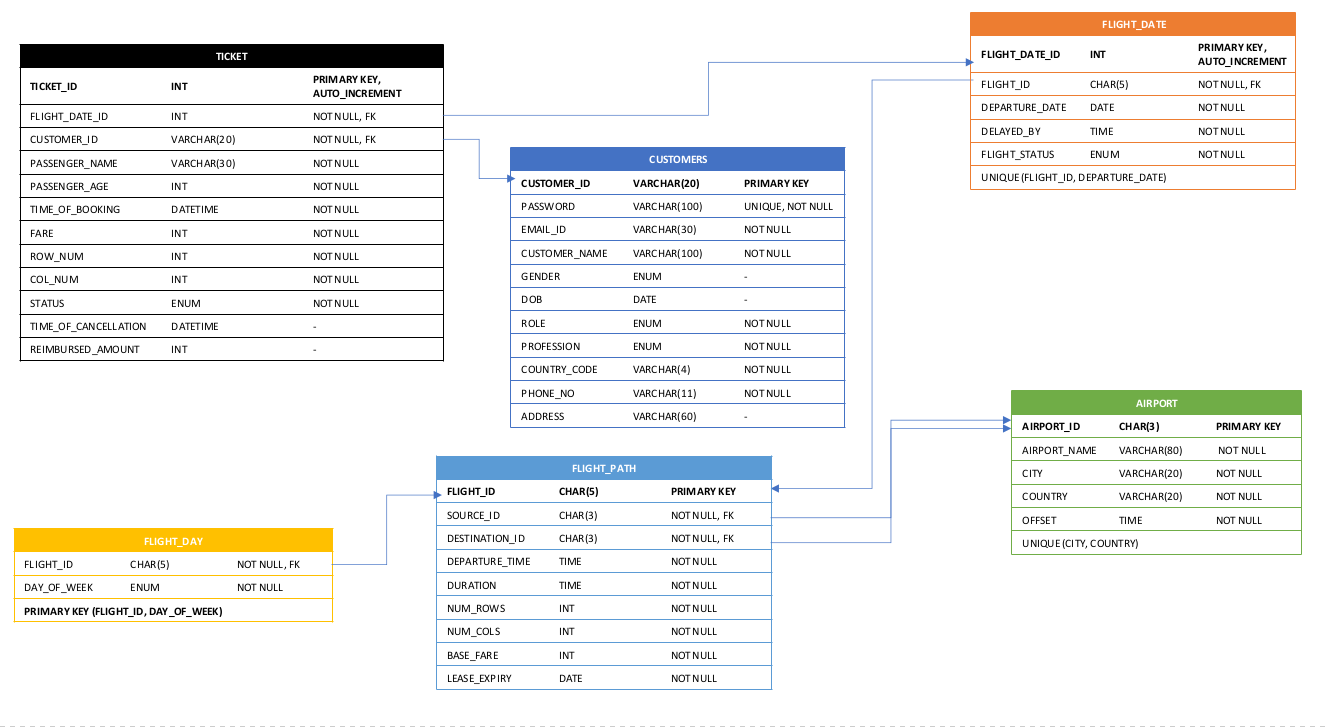 TICKET
TICKET_ID INT PRIMARY KEY, AUTO_INCREMENT
FLIGHT_DATE_ID INT NOT NULL, FK
CUSTOMER_ID VARCHAR(20) NOT NULL, FK
PASSENGER_NAME VARCHAR(30) NOT NULL
PASSENGER_AGE INT NOT NULL
TIME_OF_BOOKING DATETIME NOT NULL
FARE INT NOT NULL
ROW_NUM INT NOT NULL
COL_NUM INT NOT NULL
STATUS ENUM NOT NULL
TIME_OF_CANCELLATION DATETIME -
REIMBURSED_AMOUNT INT -
CUSTOMERS
CUSTOMER_ID VARCHAR(20) PRIMARY KEY
PASSWORD VARCHAR(100) UNIQUE, NOT NULL
EMAIL_ID VARCHAR(30) NOT NULL
CUSTOMER_NAME VARCHAR(100) NOT NULL
GENDER ENUM -
DOB DATE -
ROLE ENUM NOT NULL
PROFESSION ENUM NOT NULL
COUNTRY_CODE VARCHAR(4) NOT NULL
PHONE_NO VARCHAR(11) NOT NULL
ADDRESS VARCHAR(60) -
FLIGHT_DATE
FLIGHT_DATE_ID INT PRIMARY KEY, AUTO_INCREMENT
FLIGHT_ID CHAR(5) NOT NULL, FK
DEPARTURE_DATE DATE NOT NULL
DELAYED_BY TIME NOT NULL
FLIGHT_STATUS ENUM NOT NULL
UNIQUE (FLIGHT_ID, DEPARTURE_DATE)
AIRPORT
AIRPORT_ID CHAR(3) PRIMARY KEY
AIRPORT_NAME VARCHAR(80) NOT NULL
CITY VARCHAR(20) NOT NULL
COUNTRY VARCHAR(20) NOT NULL
OFFSET TIME NOT NULL
UNIQUE (CITY, COUNTRY)
FLIGHT_DAY
FLIGHT_ID CHAR(5) NOT NULL, FK
DAY_OF_WEEK ENUM NOT NULL
PRIMARY KEY (FLIGHT_ID, DAY_OF_WEEK)
FLIGHT_PATH
FLIGHT_ID CHAR(5) PRIMARY KEY
SOURCE_ID CHAR(3) NOT NULL, FK
DESTINATION_ID CHAR(3) NOT NULL, FK
DEPARTURE_TIME TIME NOT NULL
DURATION TIME NOT NULL
NUM_ROWS INT NOT NULL
NUM_COLS INT NOT NULL
BASE_FARE INT NOT NULL
LEASE_EXPIRY DATE NOT NULL